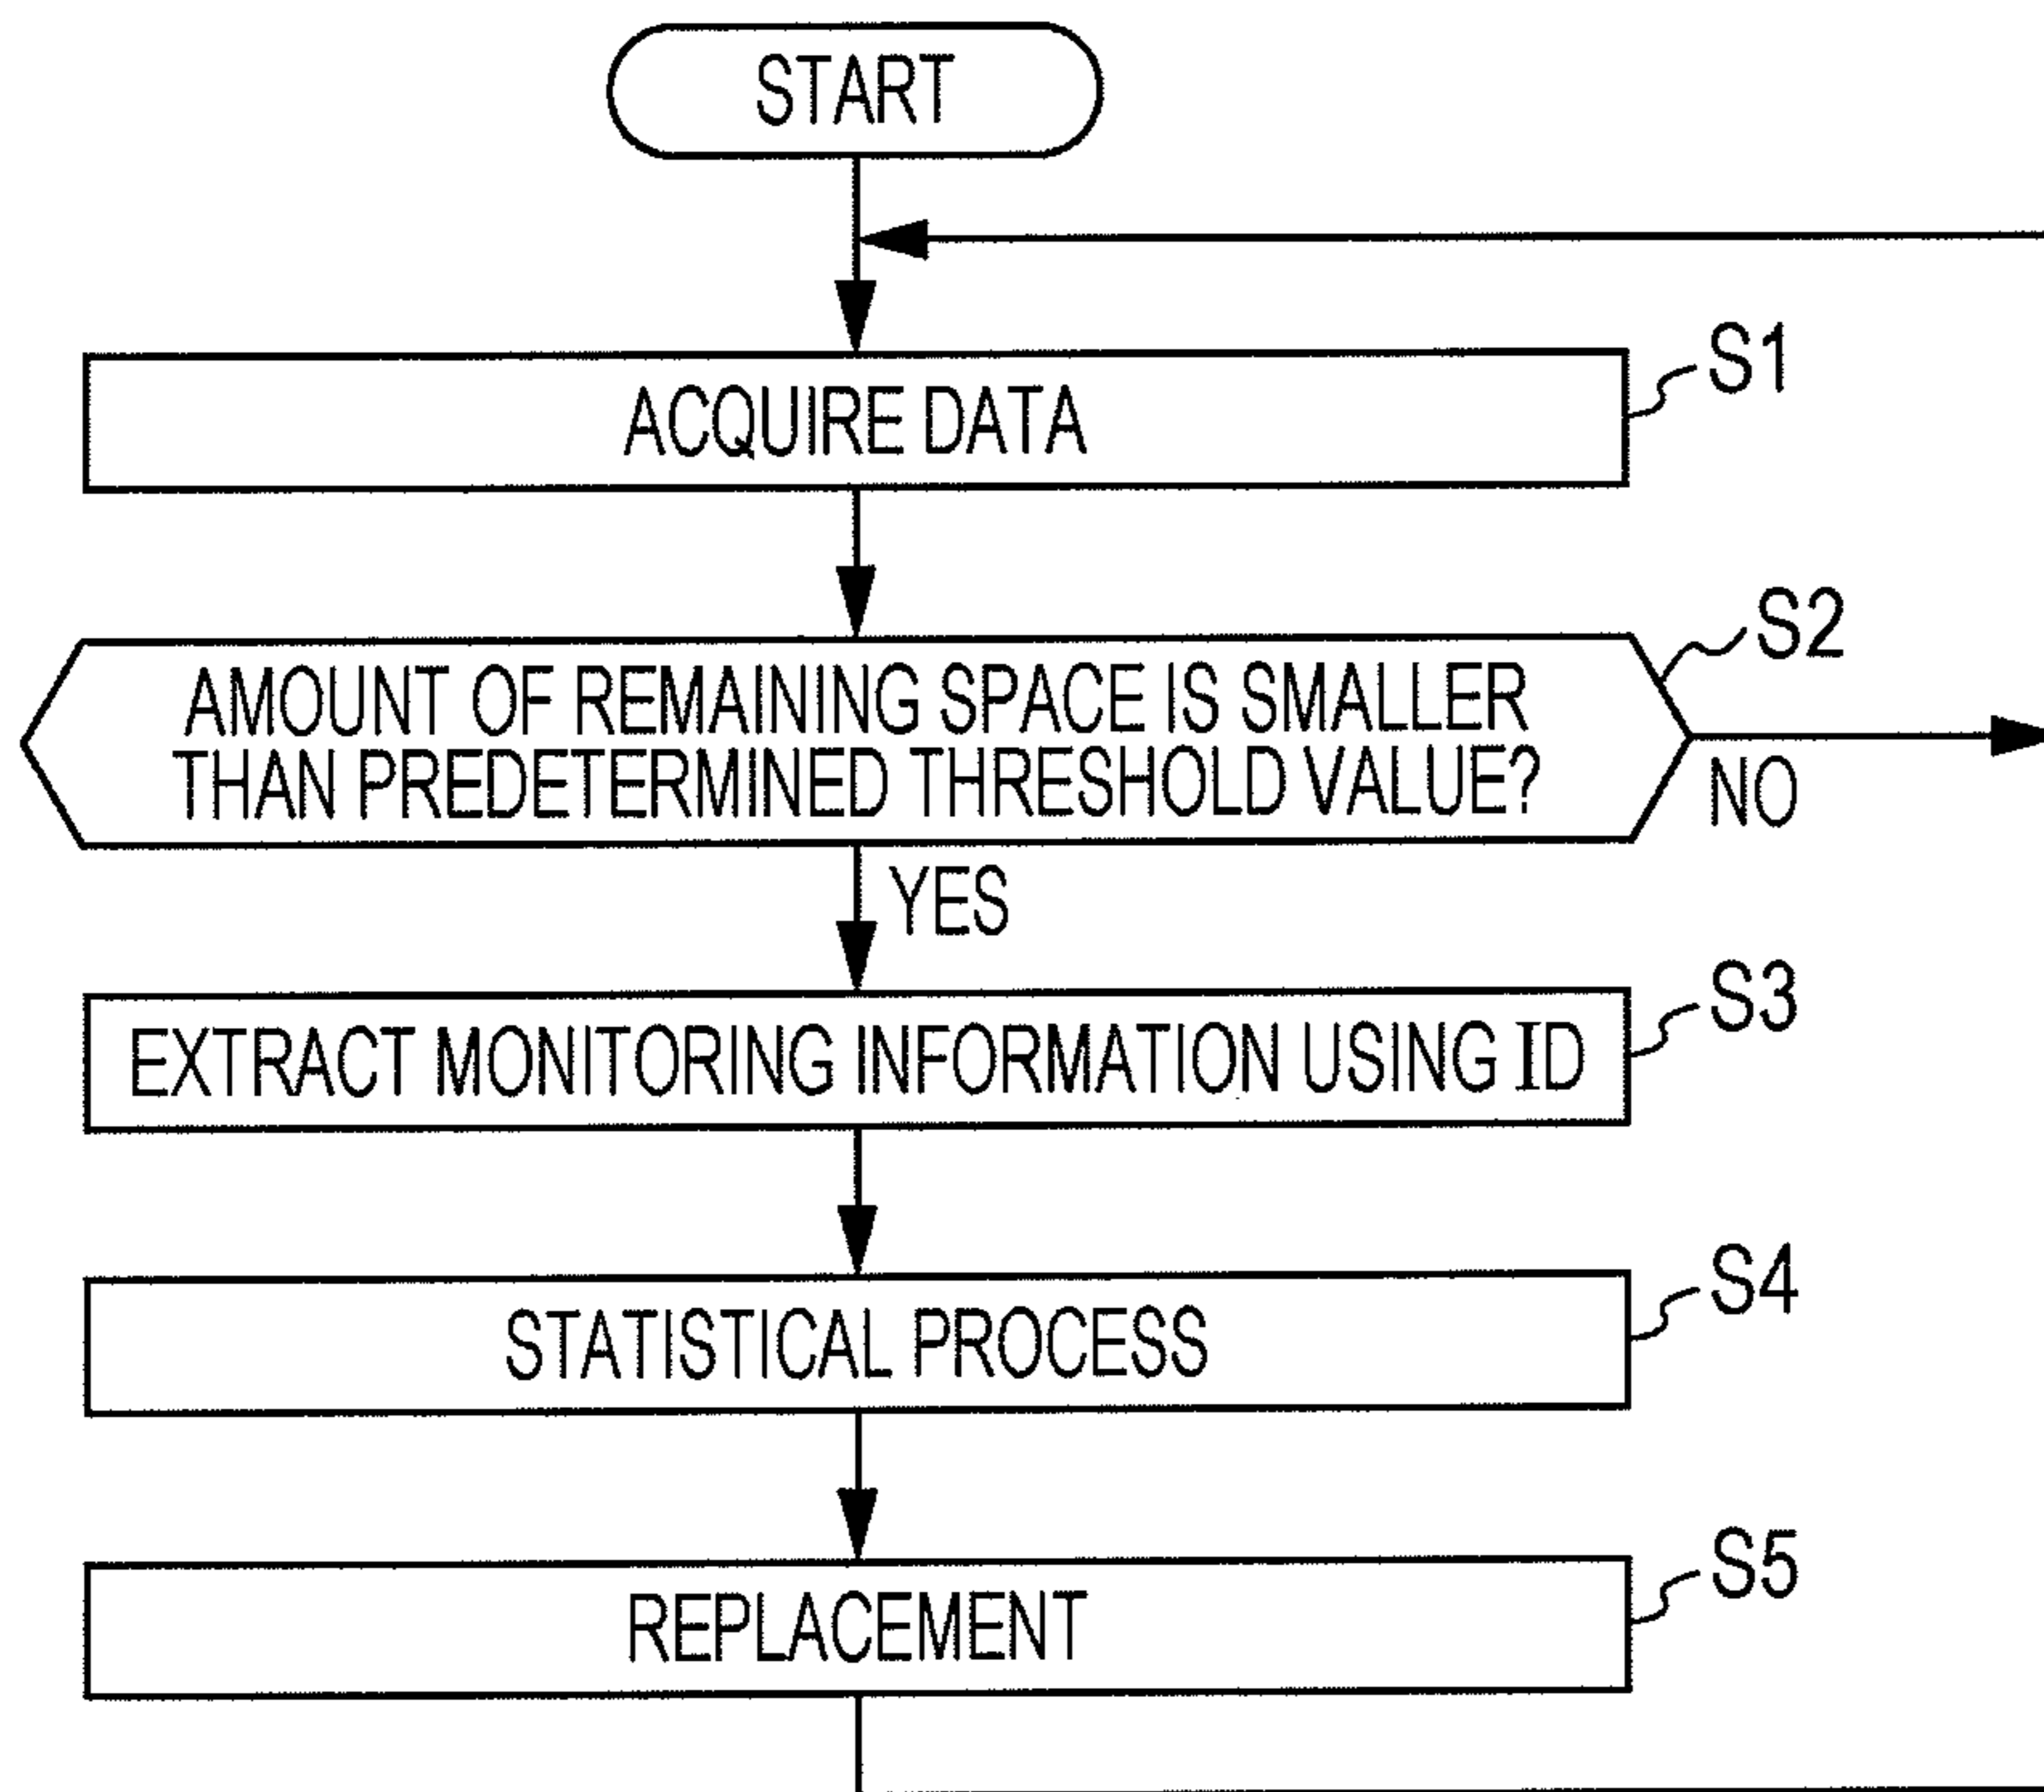 START
ACQUIRE DATA
S1
AMOUNT OF REMAINING SPACE IS SMALLER
THAN PREDETERMINED THRESHOLD VALUE?
S2
NO
YES
EXTRACT MONITORING INFORMATION USING ID
S3
STATISTICAL PROCESS
S4
REPLACEMENT
S5